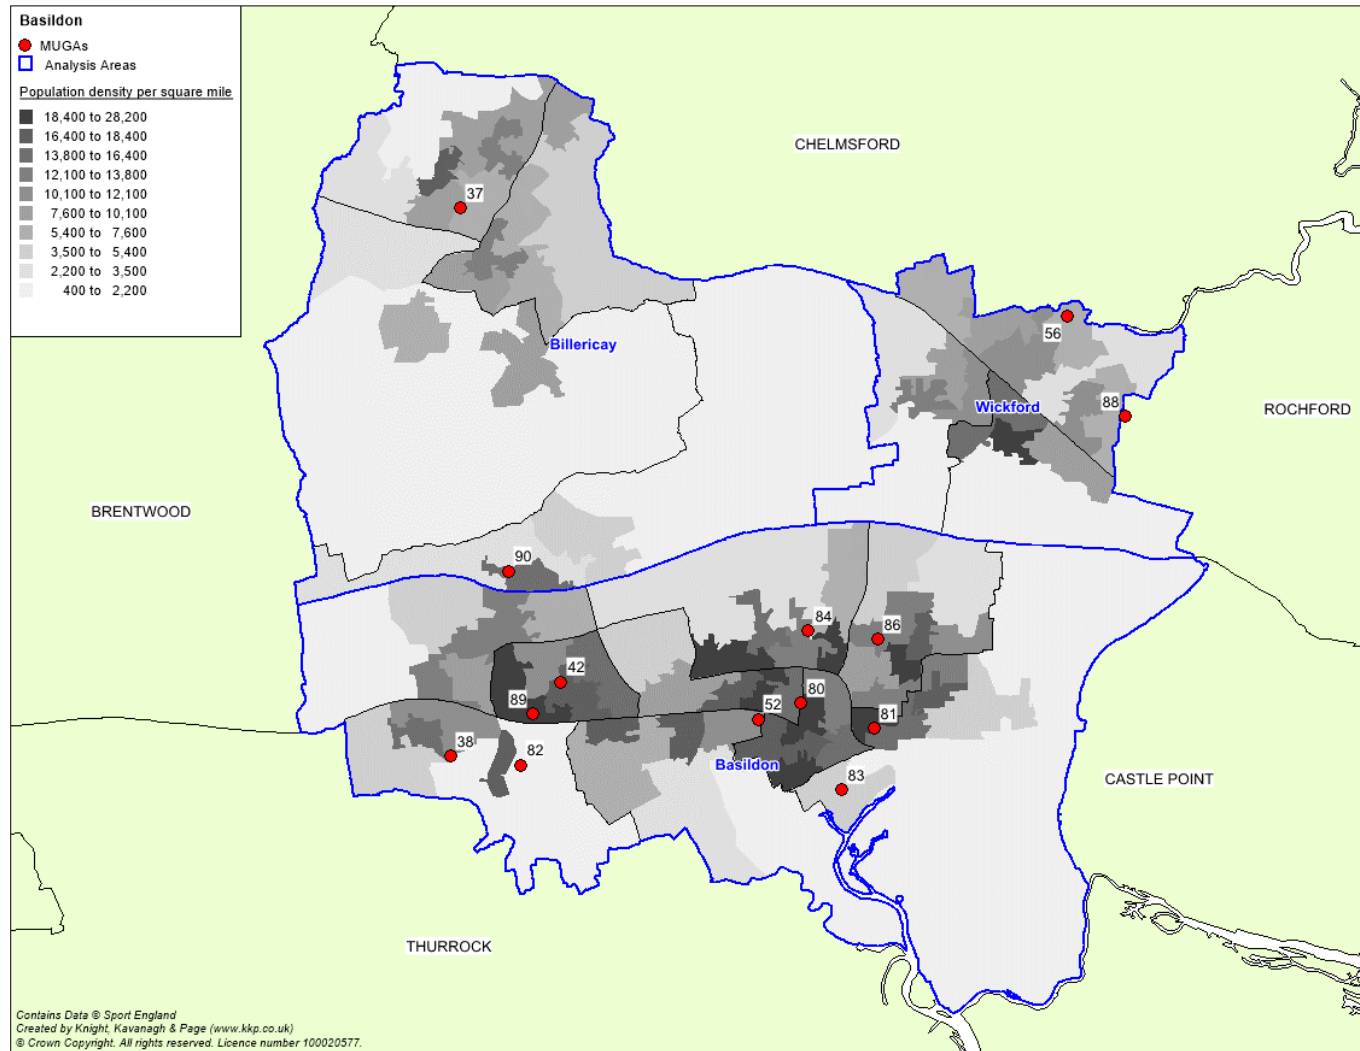 Basildon
MUGAs
Analysis Areas
Population density per square mile
18,400 to 28,200
16,400 to 18,400
13,800 to 16,400
12,100 to 13,800
10,100 to 12,100
7,600 to 10,100
5,400 to 7,600
3,500 to 5,400
2,200 to 3,500
400 to 2,200
CHELMSFORD
37
56
Billericay
Wickford
88
ROCHFORD
BRENTWOOD
90
84
86
42
80
89
52
81
38
82
Basildon
83
CASTLE POINT
THURROCK
Contains Data © Sport England
Created by Knight, Kavanagh & Page (www.kkp.co.uk)
© Crown Copyright. All rights reserved. Licence number 100020577.